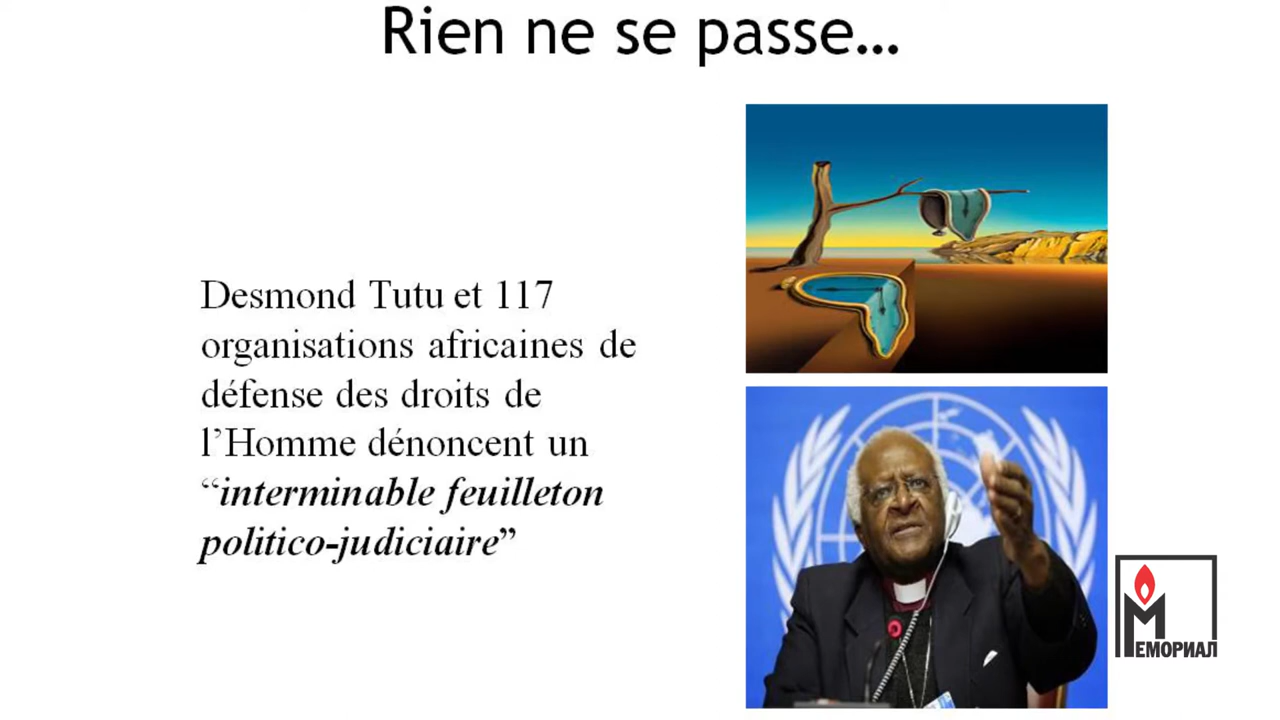 Rien ne se passe…
Desmond Tutu et 117
organisations africaines de
défense des droits de
l’Homme dénoncent un
“interminable feuilleton
politico-judiciaire”
МЕМОРИАЛ